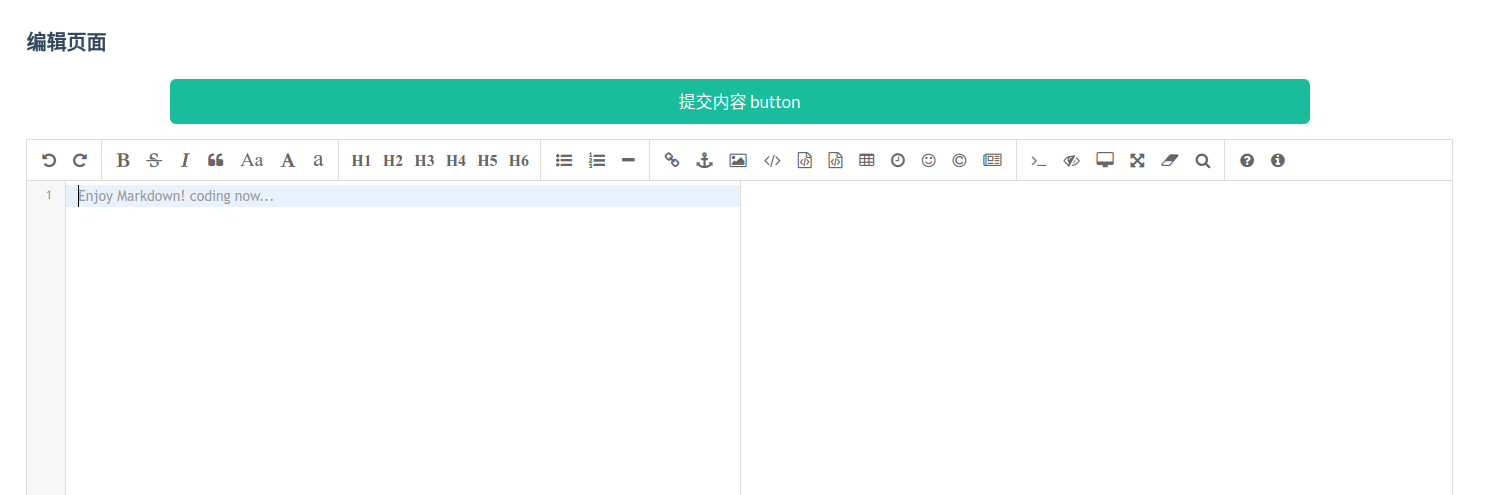 编辑页面
提交内容 button
B S I Aa A a H1 H2 H3 H4 H5 H6
1 Enjoy Markdown! coding now...